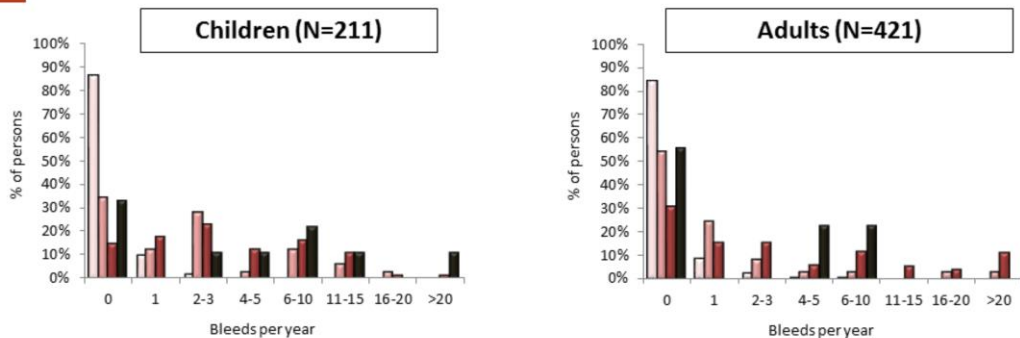 Children (N=211)
100%
90%
80%
70%
60%
50%
40%
30%
20%
10%
0%
% of persons
0 1 2-3 4-5 6-10 11-15 16-20 >20
Bleeds per year
Adults (N=421)
100%
90%
80%
70%
60%
50%
40%
30%
20%
10%
0%
% of persons
0 1 2-3 4-5 6-10 11-15 16-20 >20
Bleeds per year